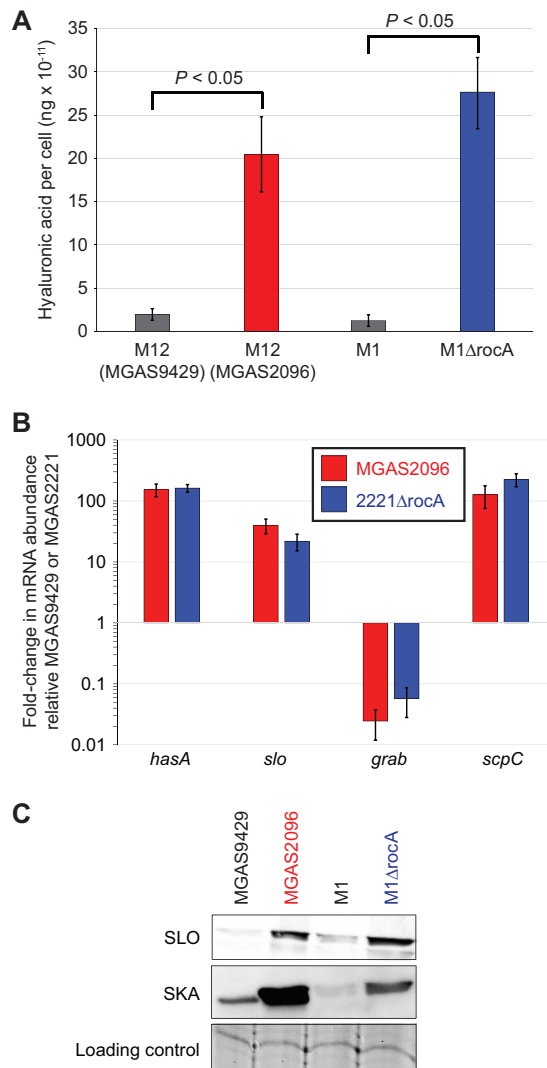 A
Hyaluronic acid per cell (ng x 10⁻¹¹)
35
30
25
20
15
10
5
0
P < 0.05
P < 0.05
M12
(MGAS9429)
M12
(MGAS2096)
M1
M1ΔrocA
B
Fold-change in mRNA abundance
relative MGAS9429 or MGAS2221
1000
100
10
1
0.1
0.01
MGAS2096
2221ΔrocA
hasA
slo
grab
scpC
C
MGAS9429
MGAS2096
M1
M1ΔrocA
SLO
SKA
Loading control